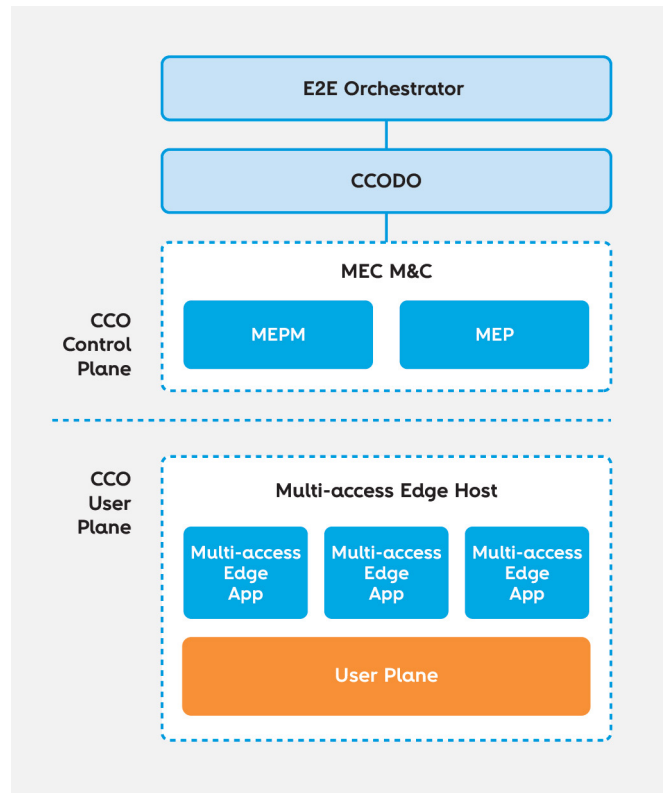 E2E Orchestrator
CCODO
MEC M&C
MEPM
MEP
CCO
Control
Plane
CCO
User
Plane
Multi-access Edge Host
Multi-access
Edge
App
Multi-access
Edge
App
Multi-access
Edge
App
User Plane